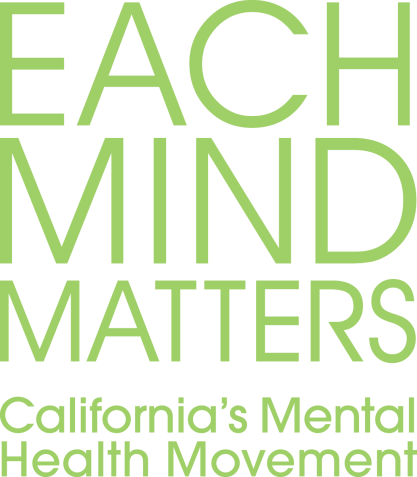 EACH
MIND
MATTERS
California's Mental
Health Movement